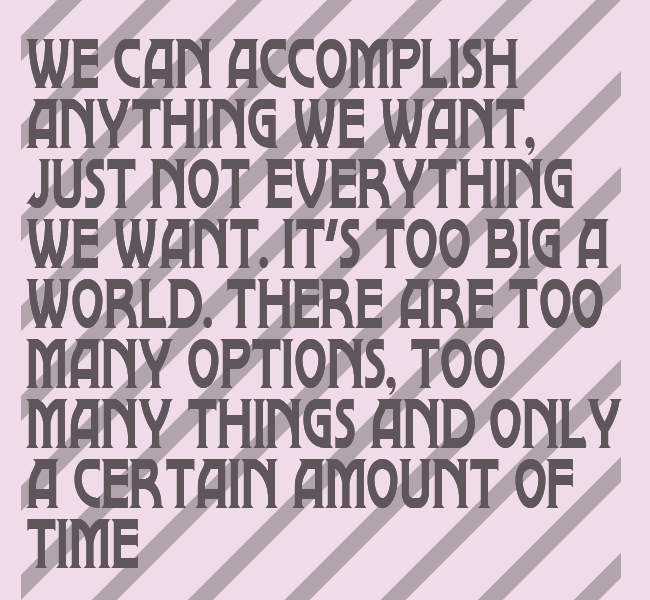 WE CAN ACCOMPLISH
ANYTHING WE WANT,
JUST NOT EVERYTHING
WE WANT. IT'S TOO BIG A
WORLD. THERE ARE TOO
MANY OPTIONS, TOO
MANY THINGS AND ONLY
A CERTAIN AMOUNT OF
TIME